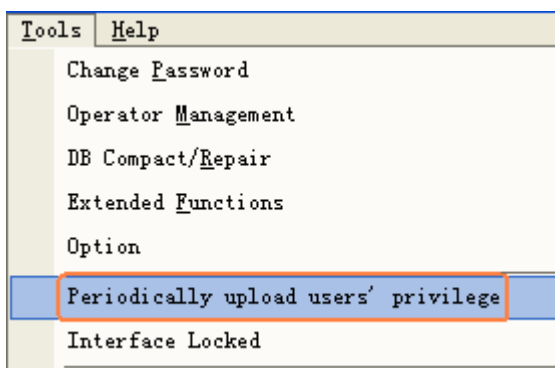 Tools Help
Change Password
Operator Management
DB Compact/Repair
Extended Functions
Option
Periodically upload users' privilege
Interface Locked